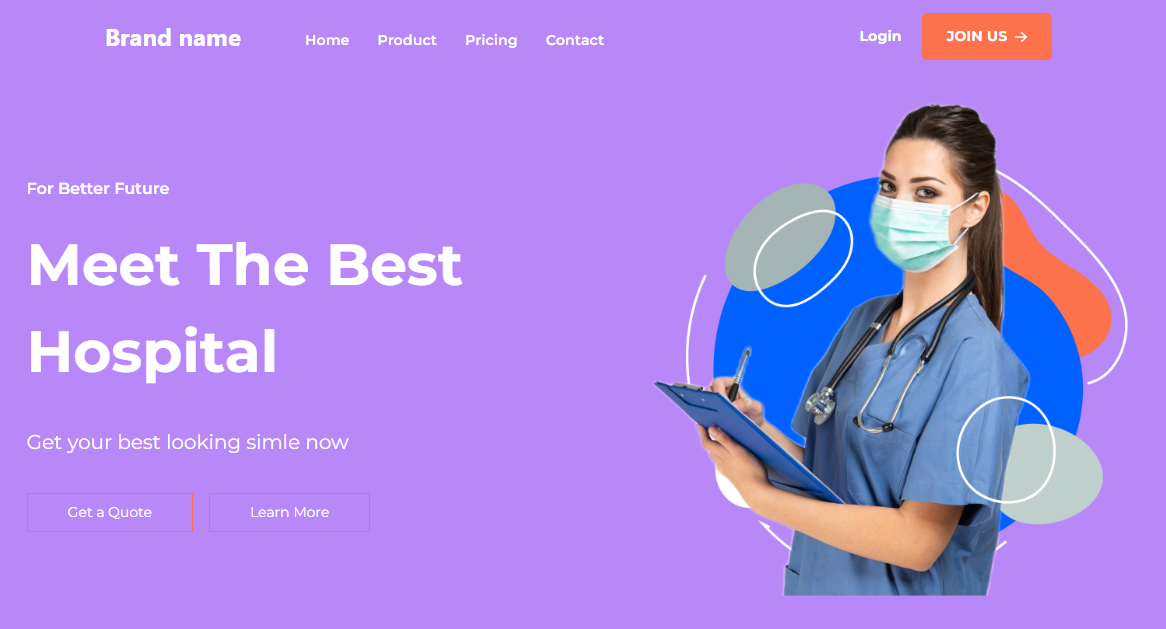 Brand name
Home Product Pricing Contact
Login
JOIN US →
For Better Future
Meet The Best
Hospital
Get your best looking simle now
Get a Quote
Learn More